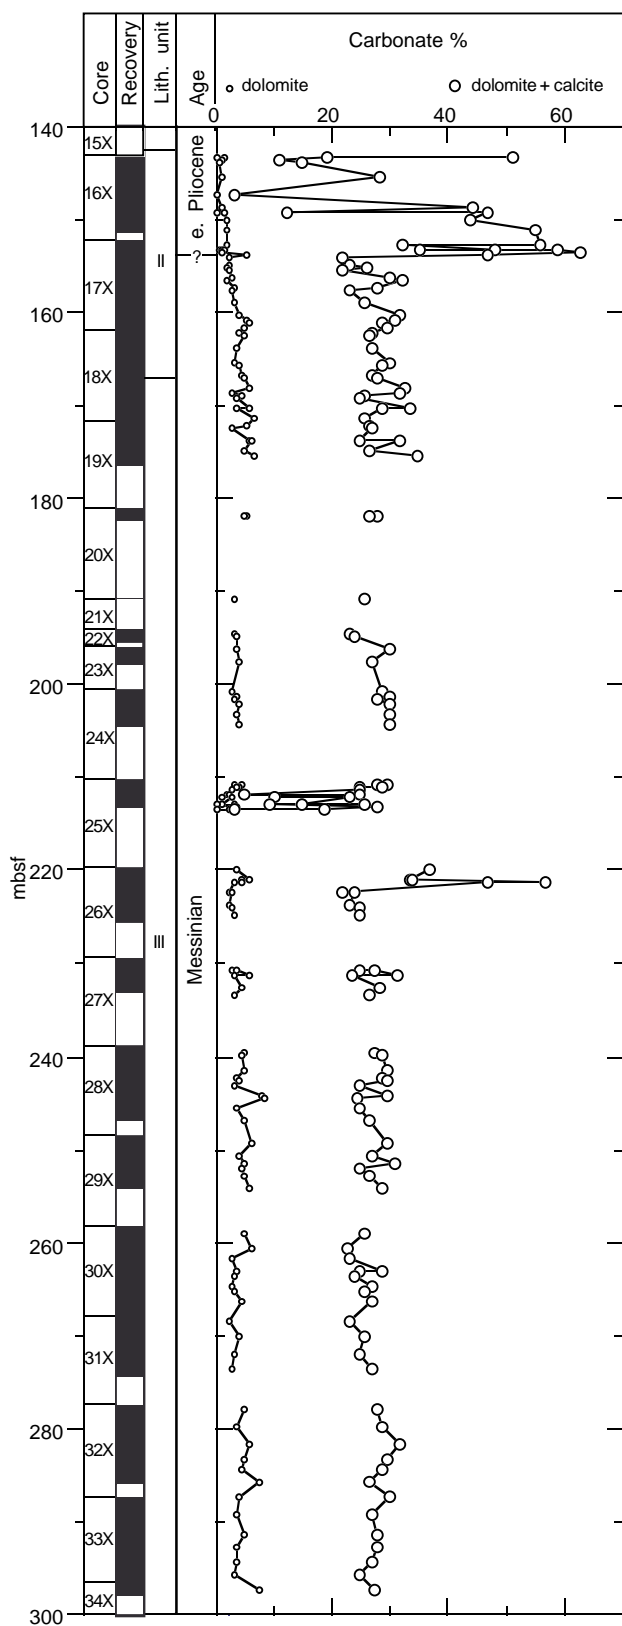 Carbonate %
Core
Recovery
Lith. unit
Age
dolomite
dolomite + calcite
0
20
40
60
140
15X
16X
e. Pliocene
?
II
160
17X
18X
19X
180
20X
21X
22X
23X
200
24X
25X
mbsf
220
26X
III
Messinian
27X
240
28X
29X
260
30X
31X
280
32X
33X
34X
300